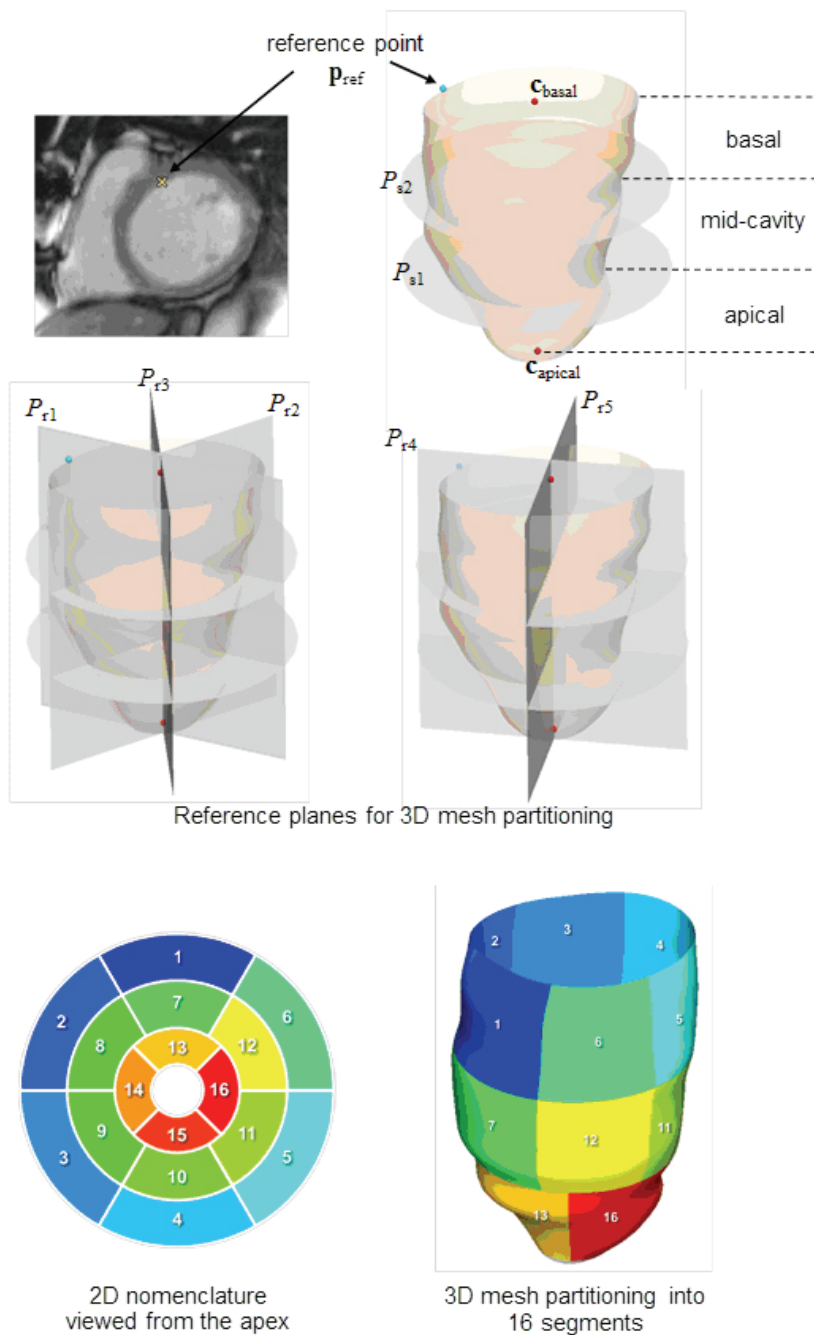 reference point
p_ref
c_basal
basal
P_s2
mid-cavity
P_s1
apical
c_apical
P_r3
P_r1
P_r2
P_r5
P_r4
Reference planes for 3D mesh partitioning
1
2
7
6
8
13
12
14
16
9
15
11
3
10
5
4
2D nomenclature
viewed from the apex
3
2
4
1
5
6
7
12
11
13
16
3D mesh partitioning into
16 segments